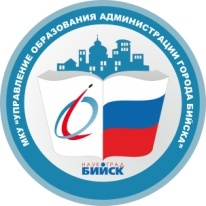 МКУ "УПРАВЛЕНИЕ ОБРАЗОВАНИЯ АДМИНИСТРАЦИИ ГОРОДА БИЙСКА"
НАУКОГРАД
БИЙСК